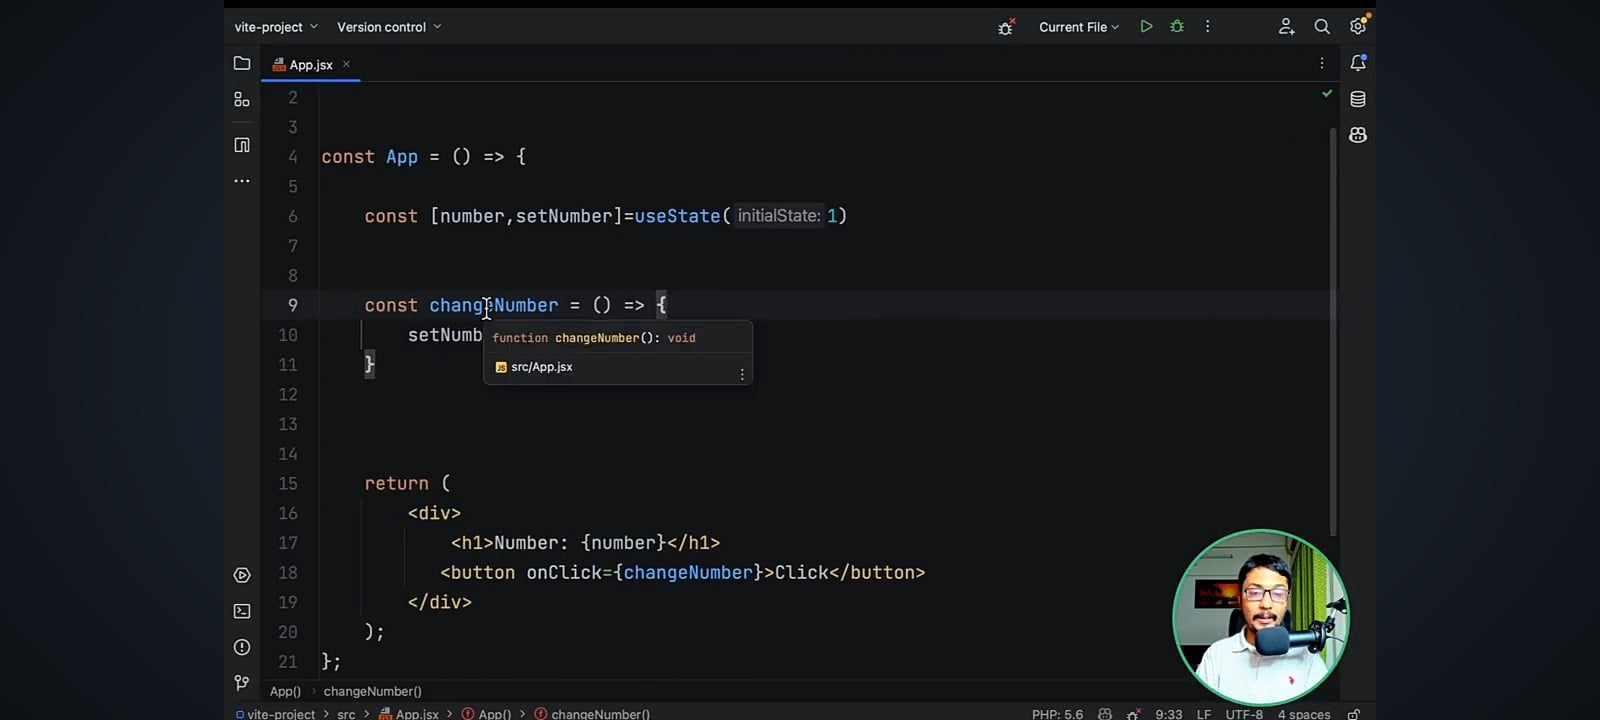 vite-project Version control Current File
App.jsx
2
3
4 const App = () => {
5
6 const [number,setNumber]=useState( initialState: 1)
7
8
9 const changeNumber = () => {
10 setNumb
function changeNumber(): void
11 }
JS src/App.jsx
12
13
14
15 return (
16 <div>
17 <h1>Number: {number}</h1>
18 <button onClick={changeNumber}>Click</button>
19 </div>
20 );
21 };
App() › changeNumber()
vite-project > src > App.jsx > App() > changeNumber() PHP: 5.6 9:33 LF UTF-8 4 spaces